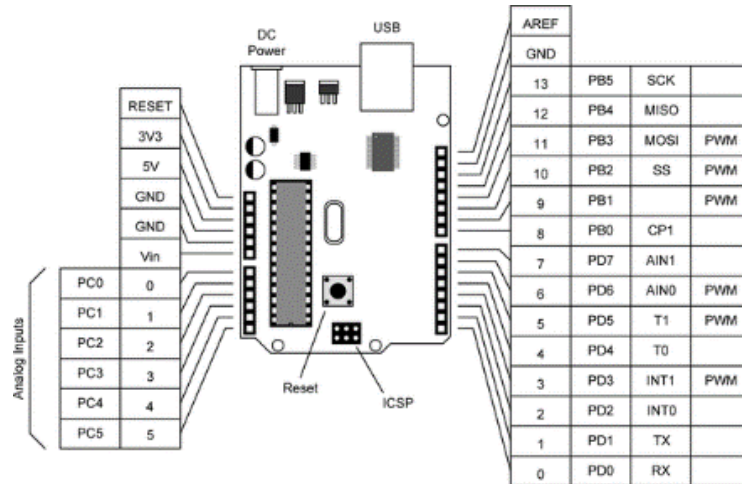 DC
Power
USB
RESET
3V3
5V
GND
GND
Vin
Analog Inputs
PC0 0
PC1 1
PC2 2
PC3 3
PC4 4
PC5 5
Reset
ICSP
AREF
GND
13 PB5 SCK
12 PB4 MISO
11 PB3 MOSI PWM
10 PB2 SS PWM
9 PB1 PWM
8 PB0 CP1
7 PD7 AIN1
6 PD6 AIN0 PWM
5 PD5 T1 PWM
4 PD4 T0
3 PD3 INT1 PWM
2 PD2 INT0
1 PD1 TX
0 PD0 RX